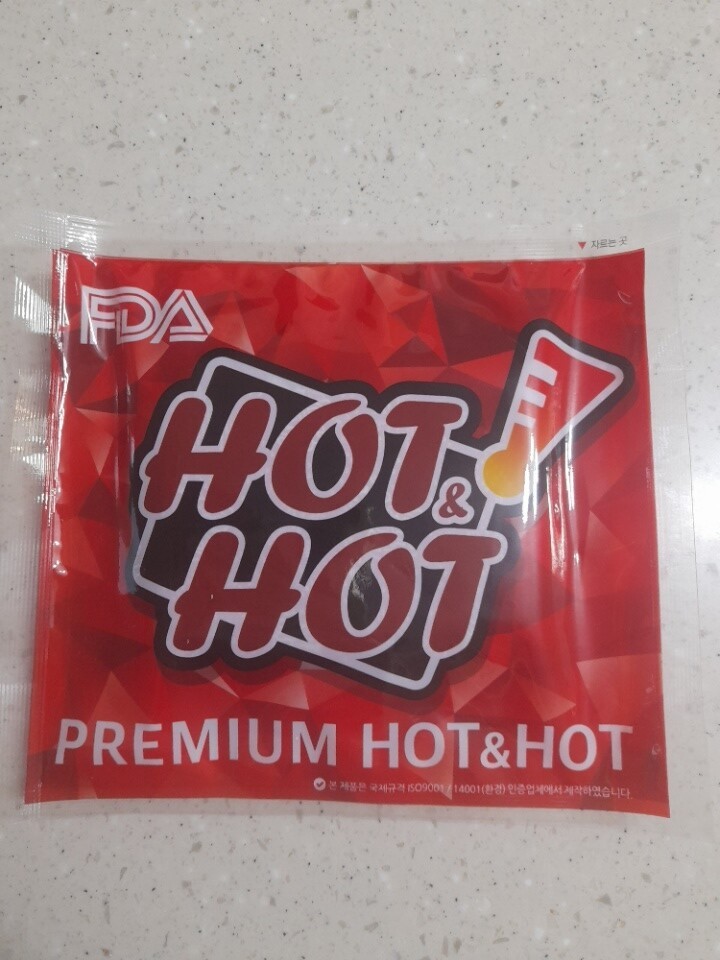 ▼ 자르는 곳
FDA
HOT
&
HOT
PREMIUM HOT&HOT
본 제품은 국제규격 ISO9001 / 14001(환경) 인증업체에서 제작하였습니다.